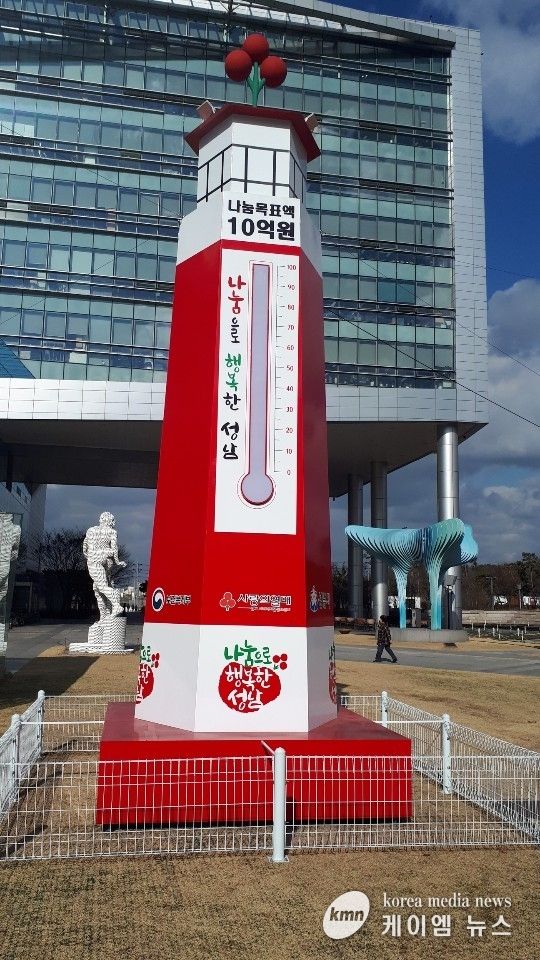 나눔목표액
10억원
나눔으로 행복한 성남
100
90
80
70
60
50
40
30
20
10
0
사랑의열매
나눔으로
행복한
성남
kmn
korea media news
케이엠 뉴스